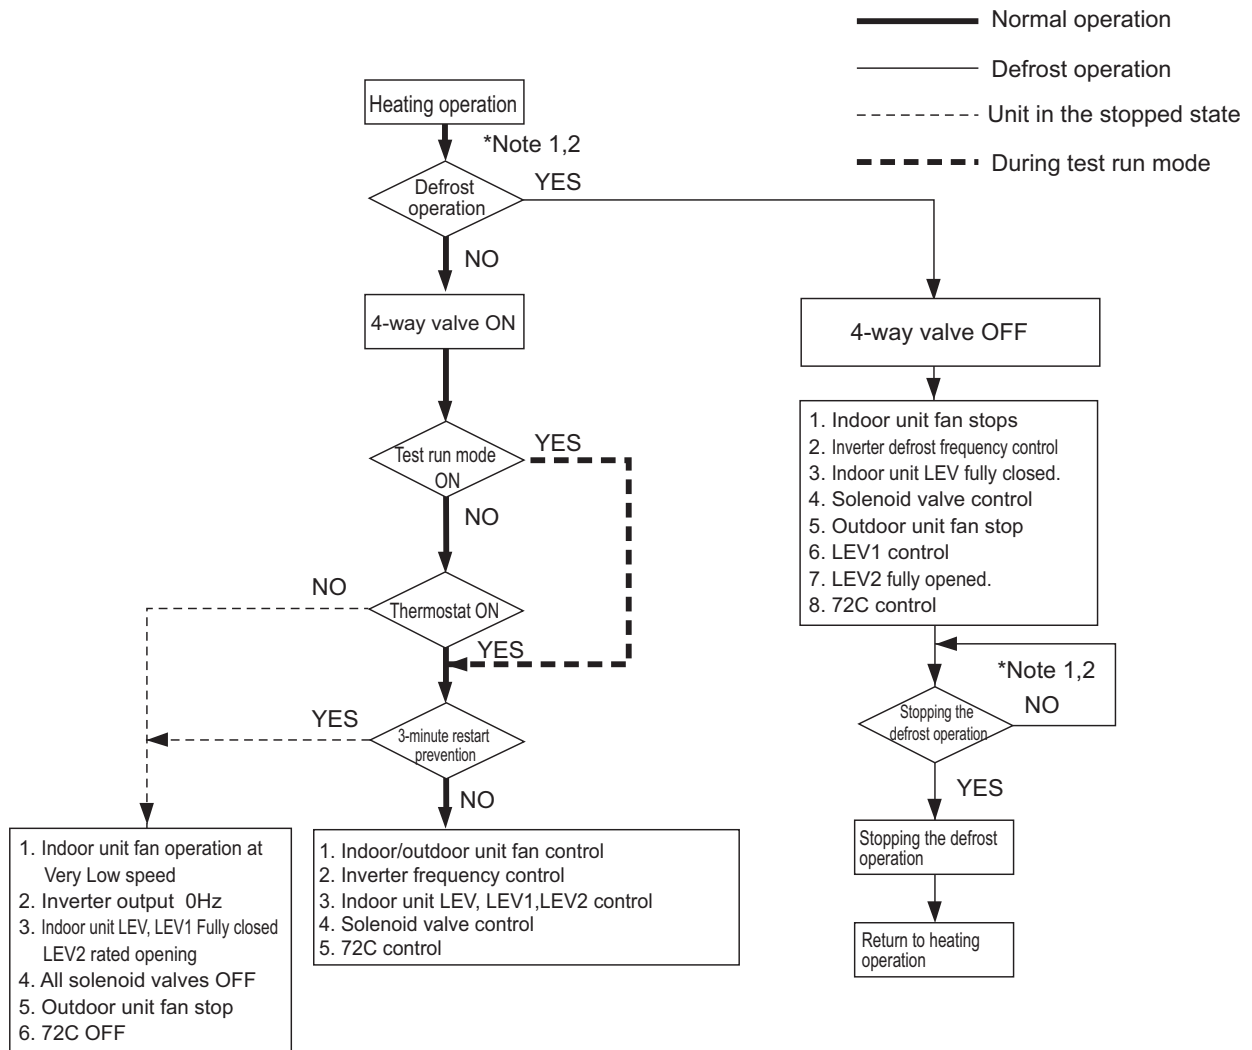 Normal operation
Defrost operation
Unit in the stopped state
During test run mode
Heating operation
*Note 1,2
Defrost
operation
YES
NO
4-way valve ON
4-way valve OFF
Test run mode
ON
YES
NO
1. Indoor unit fan stops
2. Inverter defrost frequency control
3. Indoor unit LEV fully closed.
4. Solenoid valve control
5. Outdoor unit fan stop
6. LEV1 control
7. LEV2 fully opened.
8. 72C control
NO
Thermostat ON
YES
*Note 1,2
NO
Stopping the
defrost operation
YES
YES
3-minute restart
prevention
NO
Stopping the defrost
operation
Return to heating
operation
1. Indoor unit fan operation at
Very Low speed
2. Inverter output 0Hz
3. Indoor unit LEV, LEV1 Fully closed
LEV2 rated opening
4. All solenoid valves OFF
5. Outdoor unit fan stop
6. 72C OFF
1. Indoor/outdoor unit fan control
2. Inverter frequency control
3. Indoor unit LEV, LEV1,LEV2 control
4. Solenoid valve control
5. 72C control